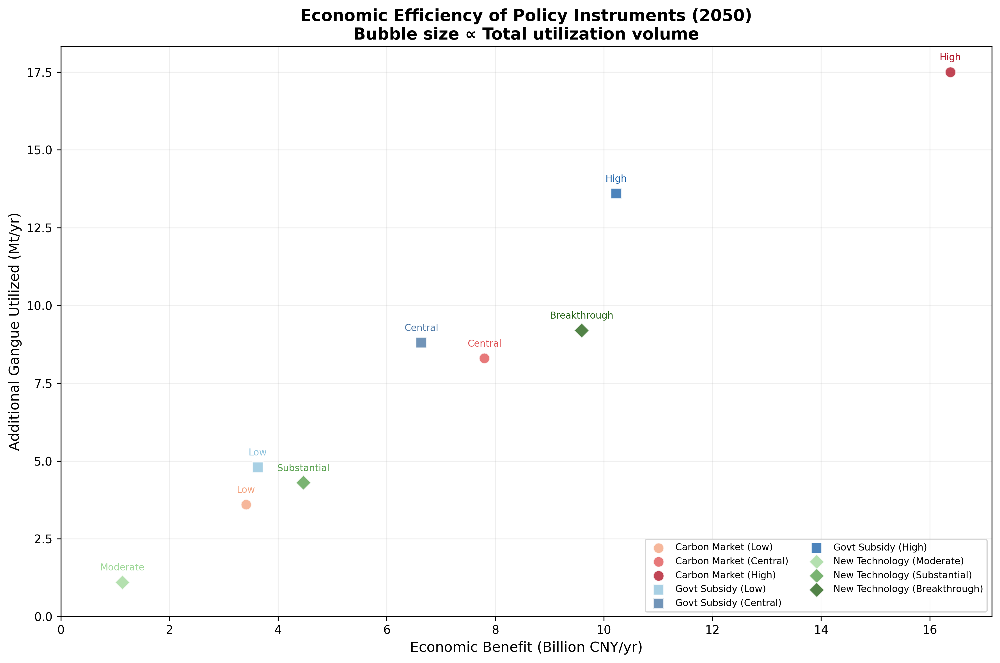 Economic Efficiency of Policy Instruments (2050)
Bubble size ∝ Total utilization volume
Additional Gangue Utilized (Mt/yr)
17.5
15.0
12.5
10.0
7.5
5.0
2.5
0.0
High
High
Breakthrough
Central
Central
Low
Substantial
Low
Moderate
Carbon Market (Low)
Carbon Market (Central)
Carbon Market (High)
Govt Subsidy (Low)
Govt Subsidy (Central)
Govt Subsidy (High)
New Technology (Moderate)
New Technology (Substantial)
New Technology (Breakthrough)
0 2 4 6 8 10 12 14 16
Economic Benefit (Billion CNY/yr)